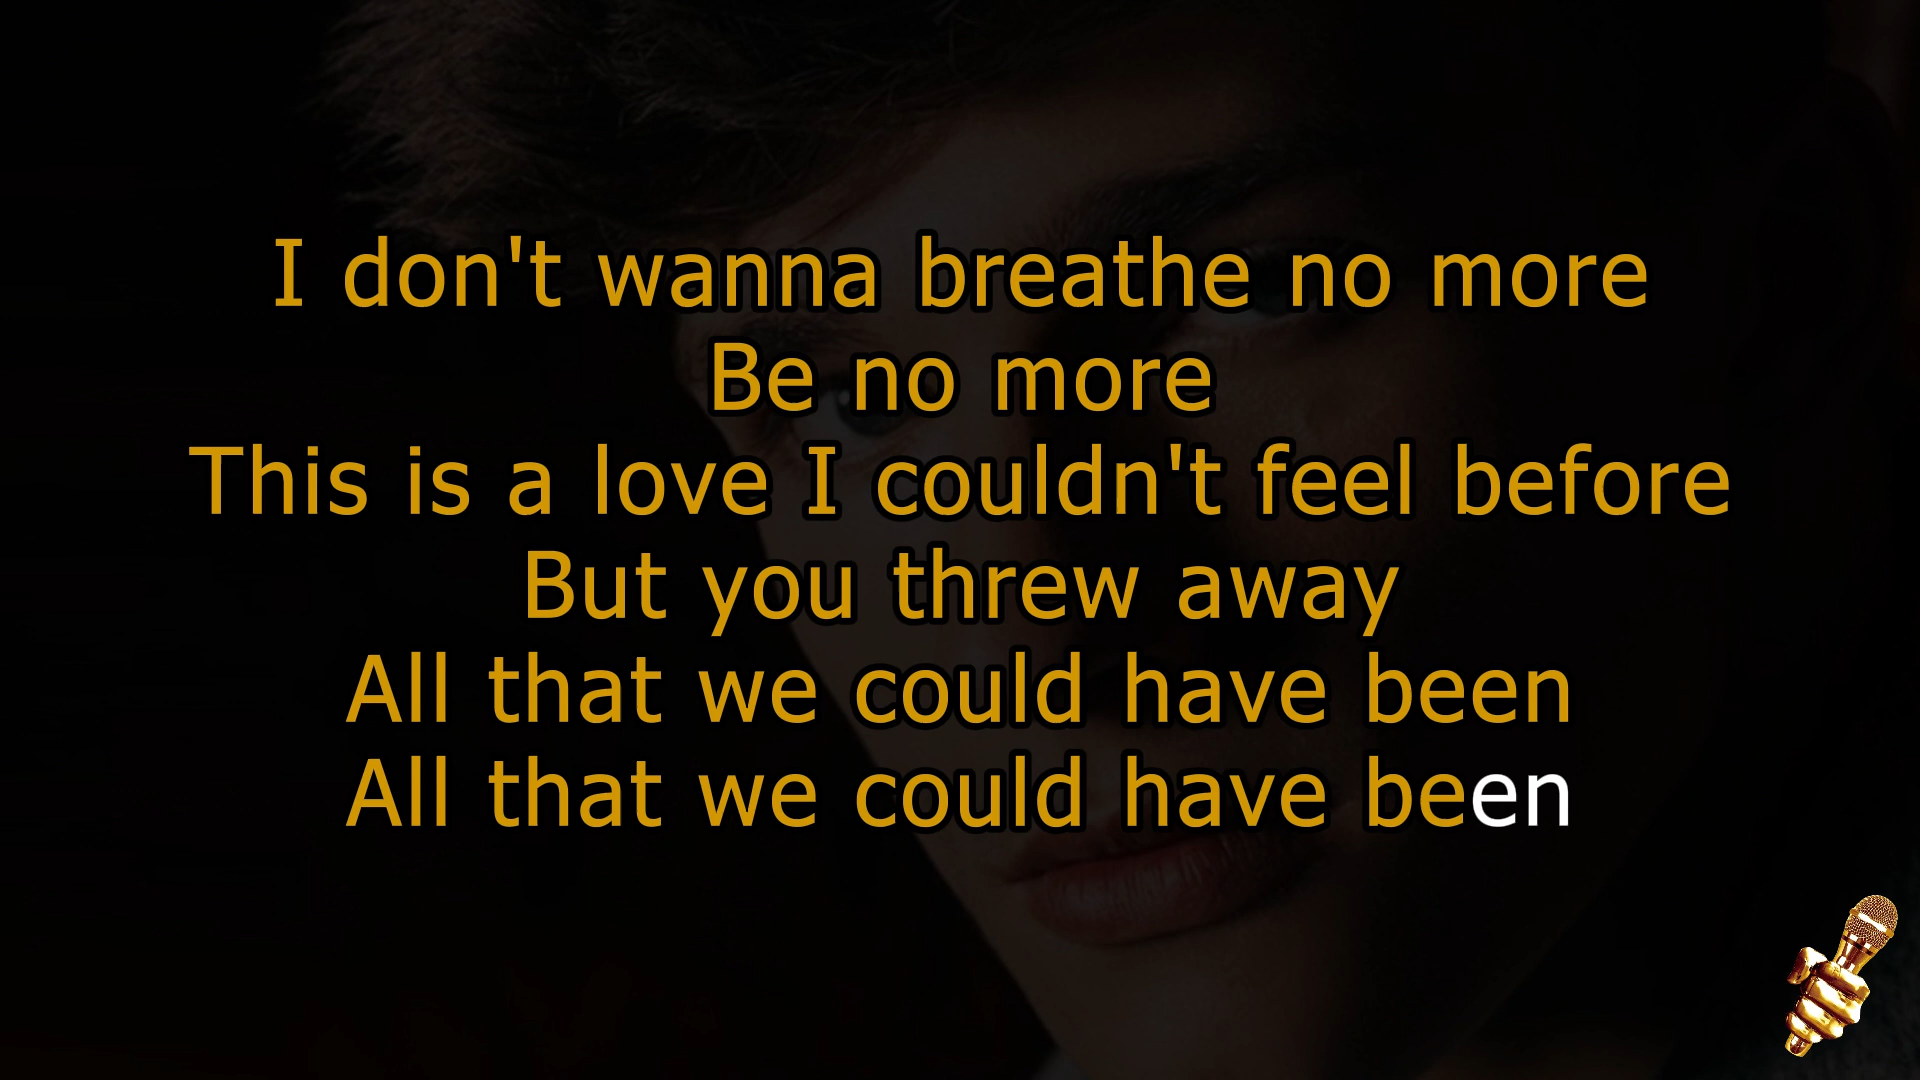 I don't wanna breathe no more
Be no more
This is a love I couldn't feel before
But you threw away
All that we could have been
All that we could have been